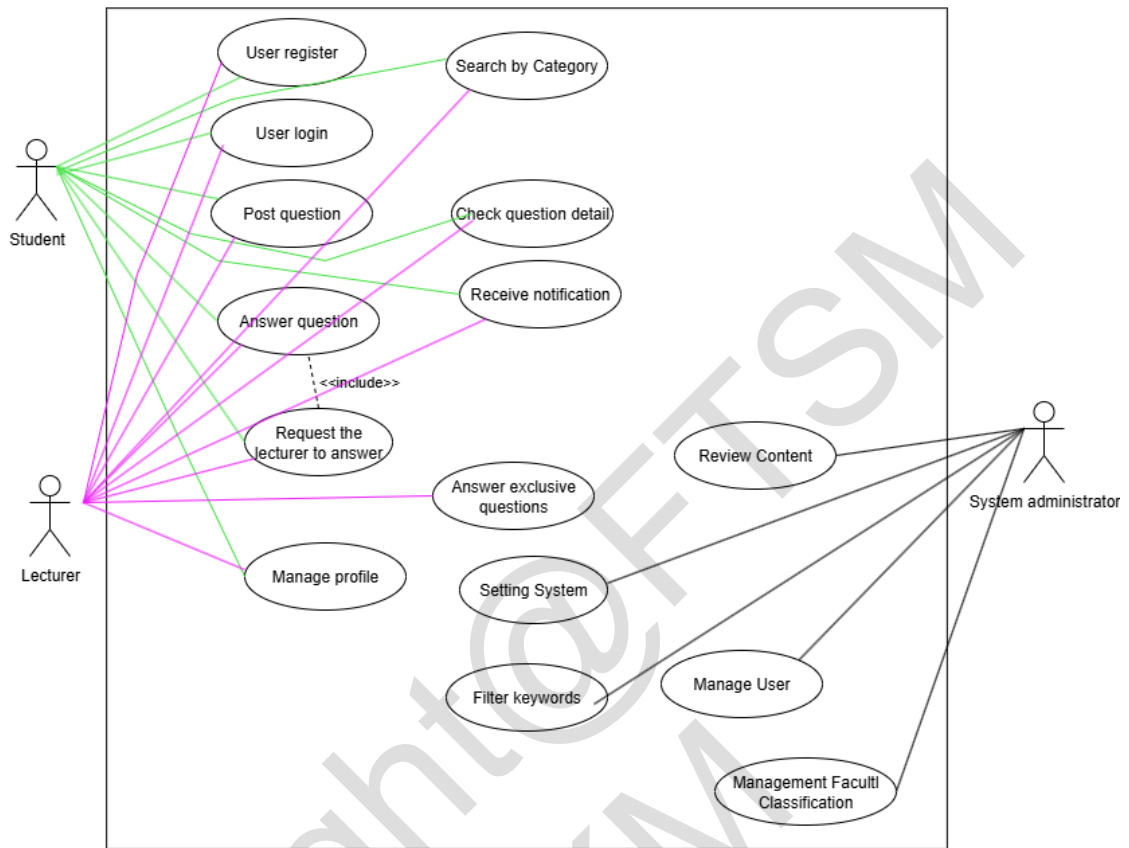 User register
Search by Category
User login
Student
Post question
Check question detail
Receive notification
Answer question
<<include>>
Request the
lecturer to answer
Review Content
System administrator
Answer exclusive
questions
Lecturer
Manage profile
Setting System
Filter keywords
Manage User
Management Facultl
Classification
ght@FTSM